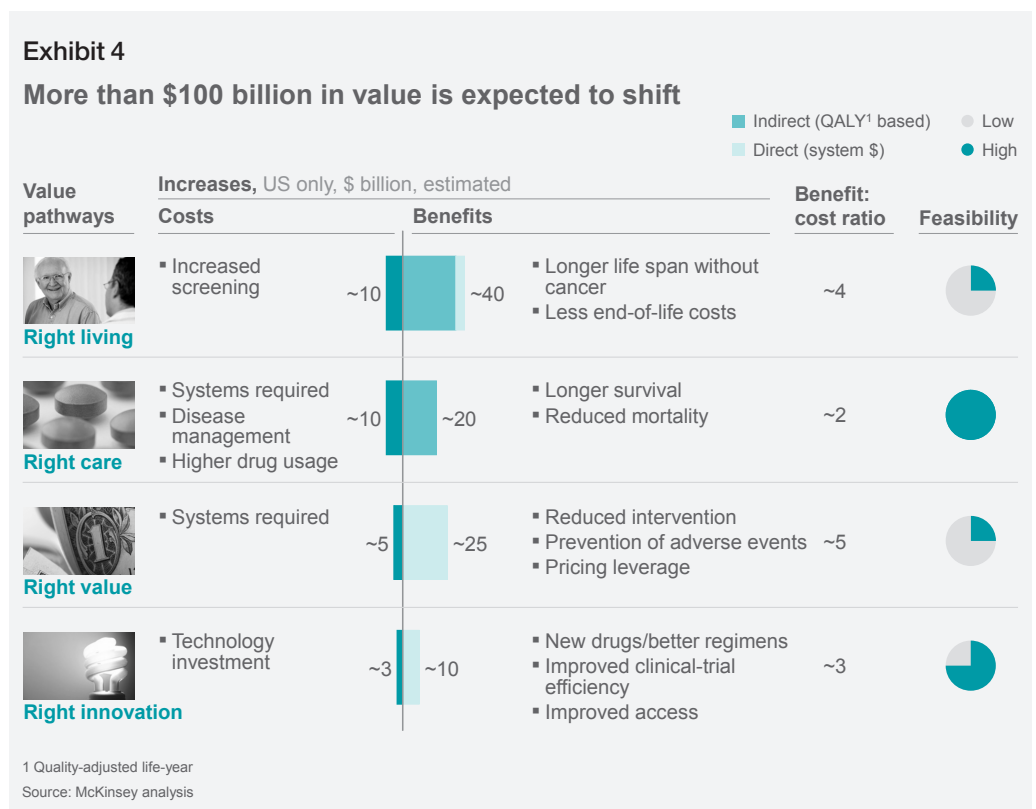 Exhibit 4
More than $100 billion in value is expected to shift
Indirect (QALY¹ based)
Low
Direct (system $)
High
Value
pathways
Increases, US only, $ billion, estimated
Costs
Benefits
Benefit:
cost ratio
Feasibility
▪ Increased
screening
~10
~40
▪ Longer life span without
cancer
▪ Less end-of-life costs
~4
Right living
▪ Systems required
▪ Disease
management
▪ Higher drug usage
~10
~20
▪ Longer survival
▪ Reduced mortality
~2
Right care
▪ Systems required
~5
~25
▪ Reduced intervention
▪ Prevention of adverse events
▪ Pricing leverage
~5
1
Right value
▪ Technology
investment
~3
~10
▪ New drugs/better regimens
▪ Improved clinical-trial
efficiency
▪ Improved access
~3
Right innovation
1 Quality-adjusted life-year
Source: McKinsey analysis